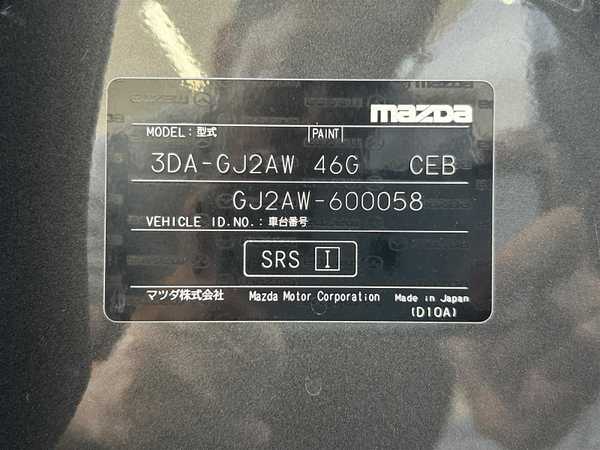 mazda
MODEL:型式 PAINT
3DA-GJ2AW 46G CEB
GJ2AW-600058
VEHICLE ID.NO.:車台番号
SRS I
マツダ株式会社 Mazda Motor Corporation Made in Japan
(D10A)